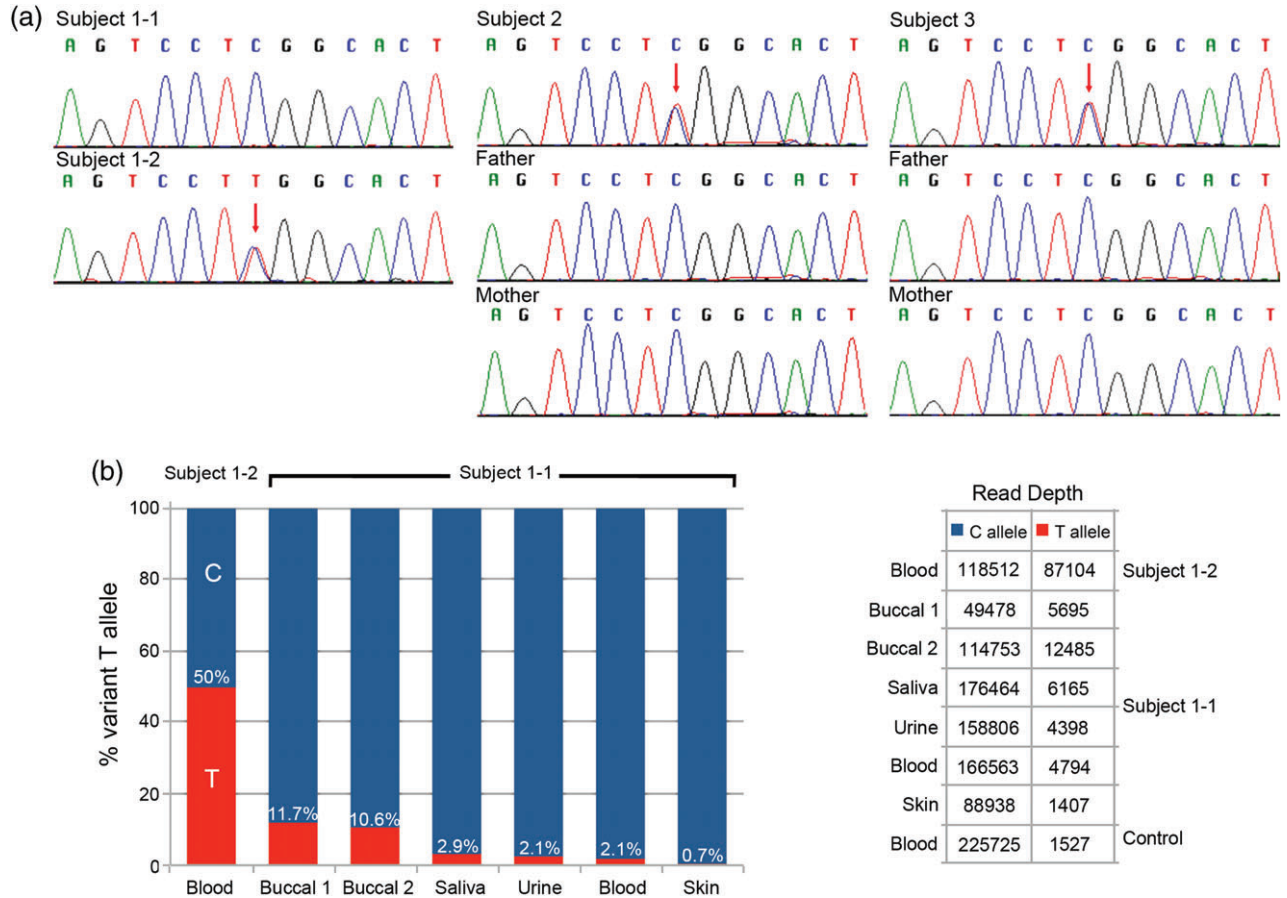 (a)
Subject 1-1
A G T C C T C G G C A C T
Subject 1-2
A G T C C T T G G C A C T
Subject 2
A G T C C T C G G C A C T
Father
A G T C C T C G G C A C T
Mother
A G T C C T C G G C A C T
Subject 3
A G T C C T C G G C A C T
Father
A G T C C T C G G C A C T
Mother
A G T C C T C G G C A C T
(b)
Subject 1-2 Subject 1-1
% variant T allele
100
80
60
40
20
0
C
50%
T
11.7%
10.6%
2.9%
2.1%
2.1%
0.7%
Blood Buccal 1 Buccal 2 Saliva Urine Blood Skin
Read Depth
C allele T allele
Blood 118512 87104 Subject 1-2
Buccal 1 49478 5695
Buccal 2 114753 12485
Saliva 176464 6165
Subject 1-1
Urine 158806 4398
Blood 166563 4794
Skin 88938 1407
Blood 225725 1527 Control